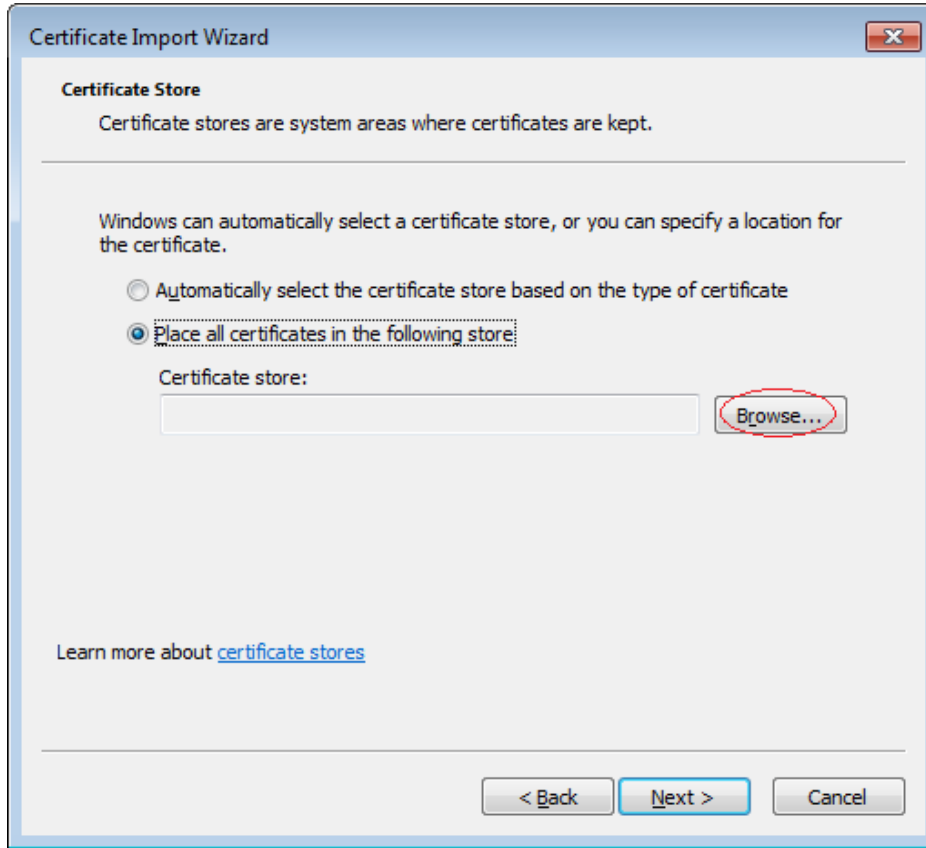 Certificate Import Wizard
Certificate Store
Certificate stores are system areas where certificates are kept.
Windows can automatically select a certificate store, or you can specify a location for
the certificate.
Automatically select the certificate store based on the type of certificate
Place all certificates in the following store
Certificate store:
Browse...
Learn more about certificate stores
< Back
Next >
Cancel